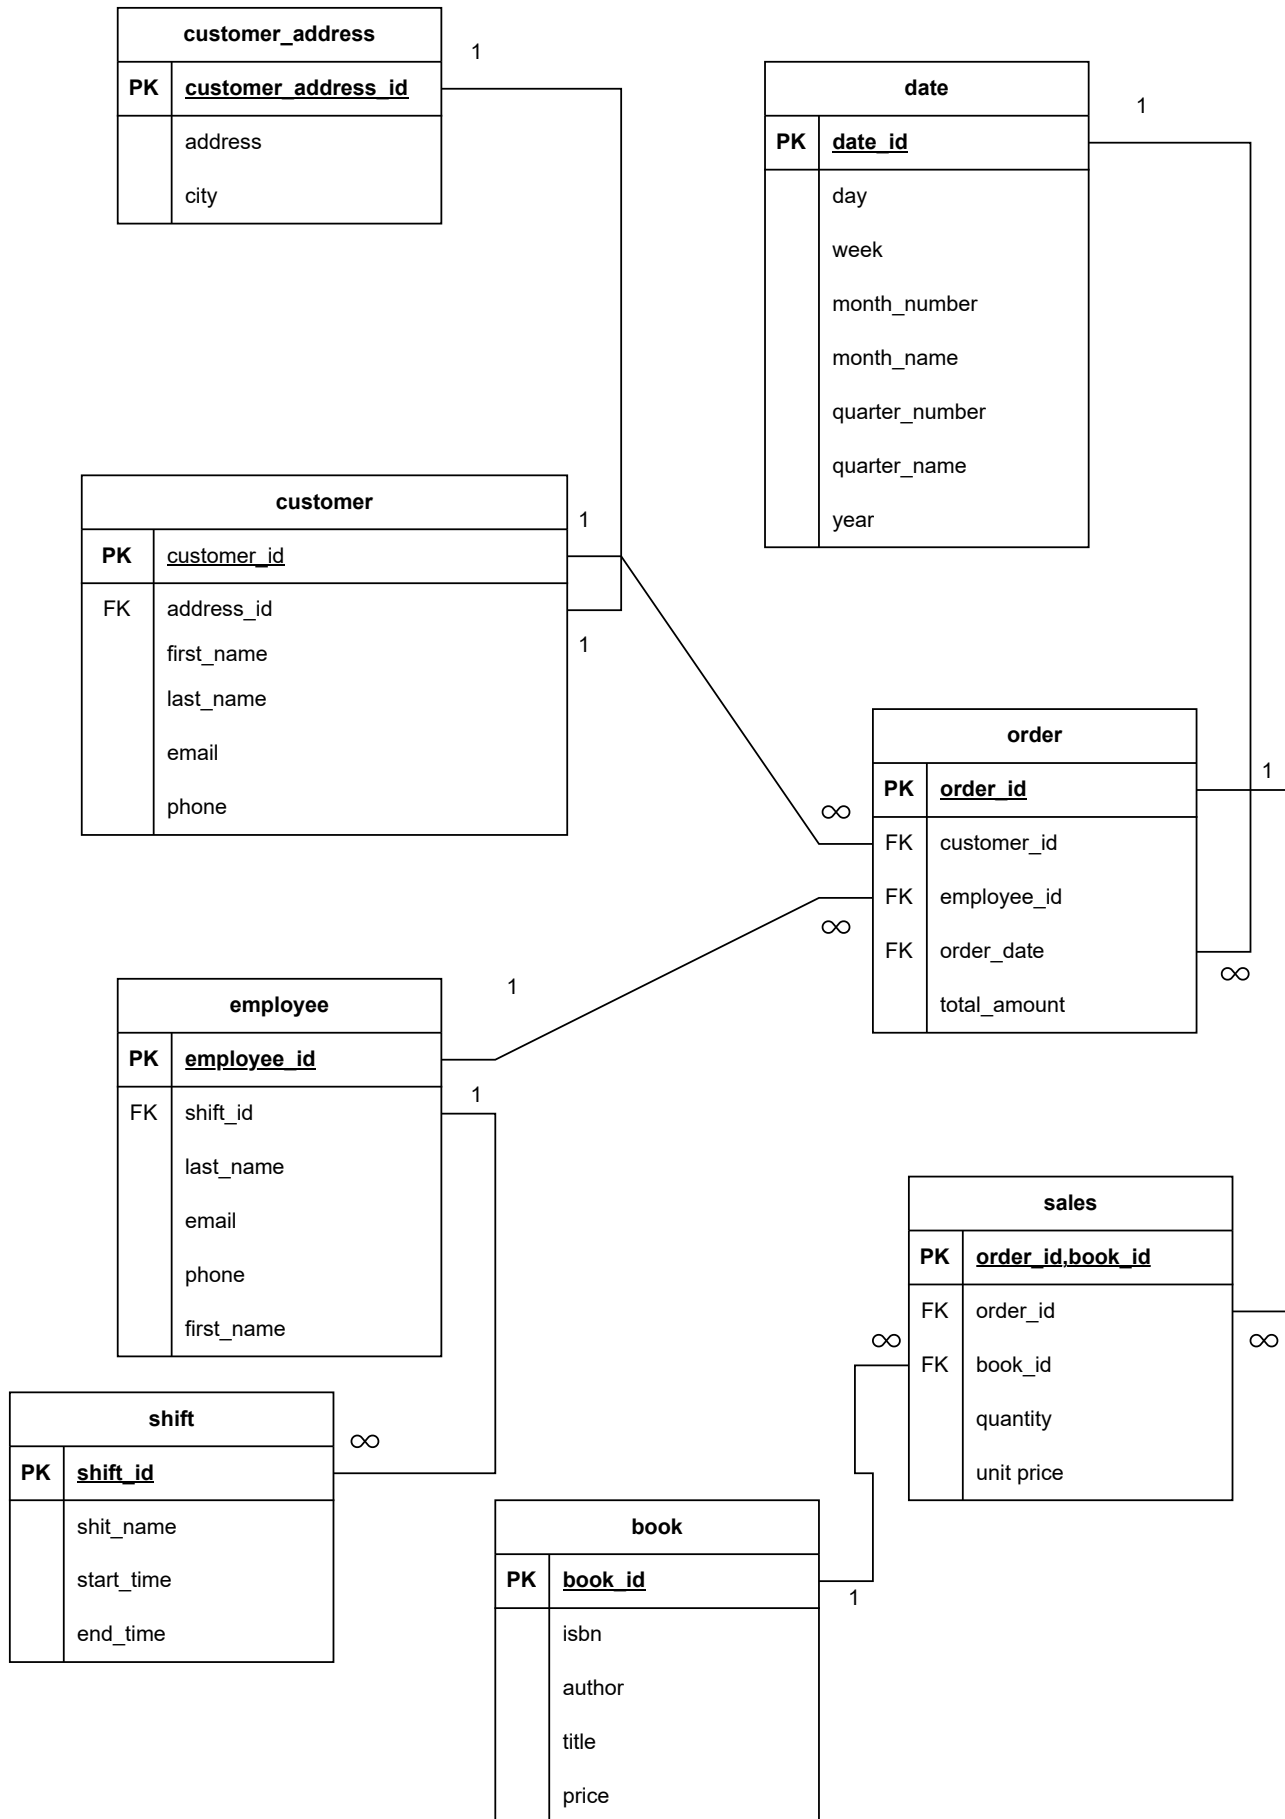 customer_address
1
PK customer_address_id
address
city
date
1
PK date_id
day
week
month_number
month_name
quarter_number
quarter_name
year
customer
1
PK customer_id
FK address_id
1
first_name
last_name
email
phone
order
1
PK order_id
∞
FK customer_id
FK employee_id
∞
FK order_date
∞
total_amount
employee
1
PK employee_id
1
FK shift_id
last_name
email
phone
first_name
sales
PK order_id,book_id
FK order_id
∞
∞
FK book_id
quantity
unit price
shift
∞
PK shift_id
shit_name
start_time
end_time
book
PK book_id
1
isbn
author
title
price